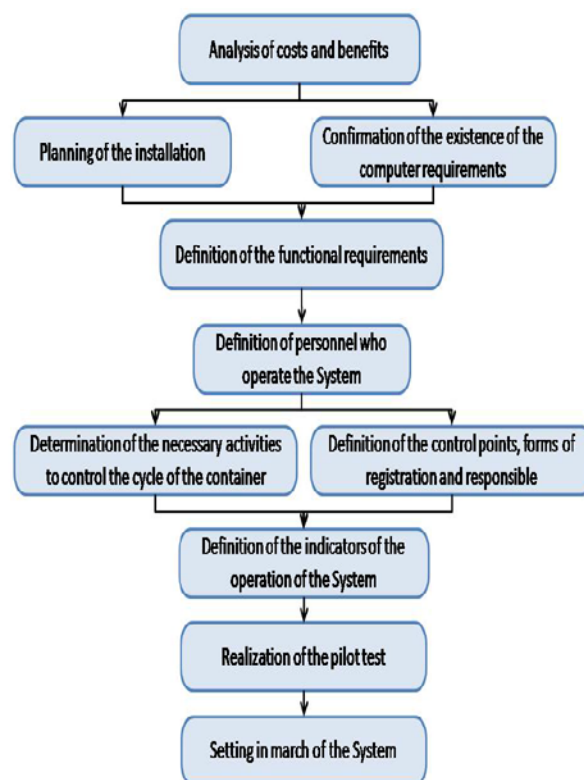 Analysis of costs and benefits
Planning of the installation
Confirmation of the existence of the
computer requirements
Definition of the functional requirements
Definition of personnel who
operate the System
Determination of the necessary activities
to control the cycle of the container
Definition of the control points, forms of
registration and responsible
Definition of the indicators of the
operation of the System
Realization of the pilot test
Setting in march of the System